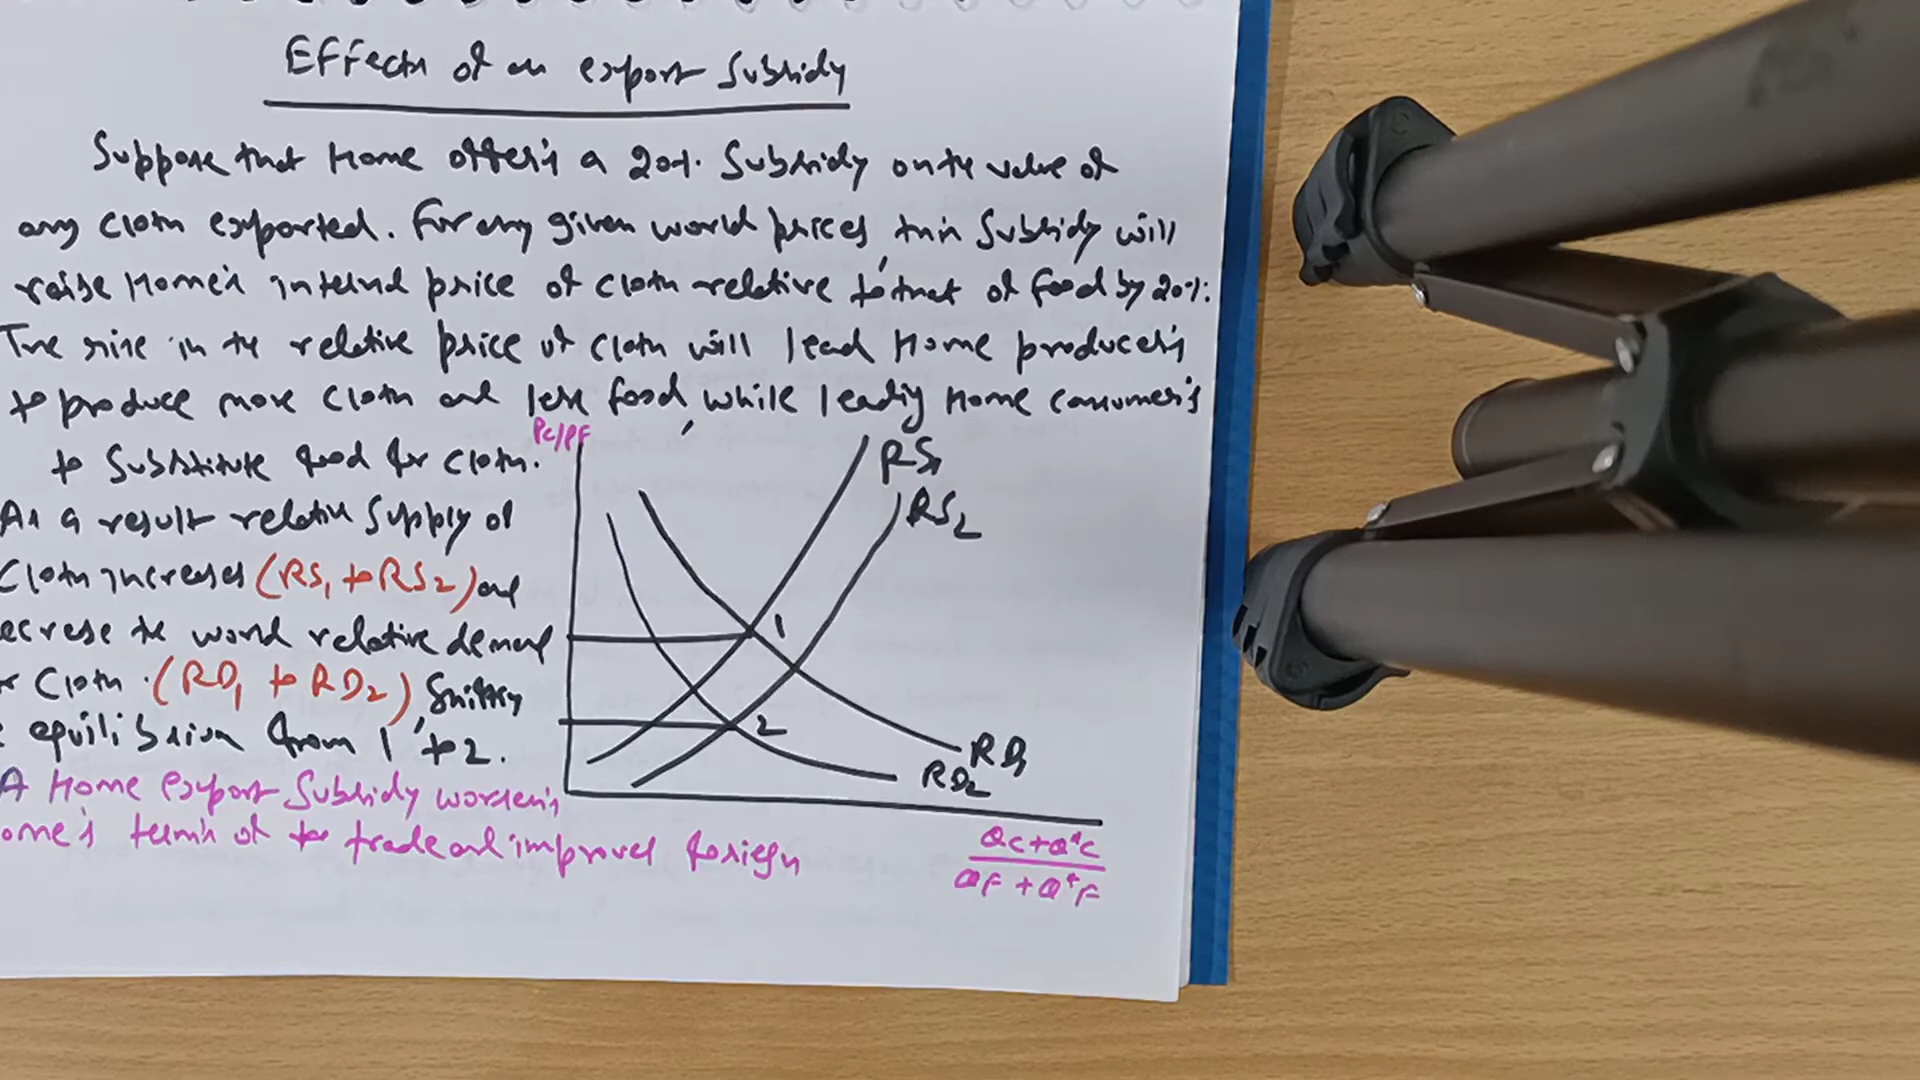 Effects of an export Subsidy
Suppose that Home offers a 20%. Subsidy on the value of
any cloth exported. For any given world prices, this Subsidy will
raise Home's internal price of cloth relative to that of food by 20%.
The rise in the relative price of cloth will lead Home producers
to produce more cloth and less food, while leading Home consumers
to Substitute food for cloth.
Pc/PF
As a result relative Supply of
Cloth increases (RS1 to RS2) and
ecrese the world relative demand
r Cloth. (RD1 to RD2) Shifting
equilibrium from 1 to 2.
A Home Export Subsidy worsens
ome's terms of trade and improves foreign
RS1
RS2
1
2
RD1
RD2
QC+Q*C
QF+Q*F